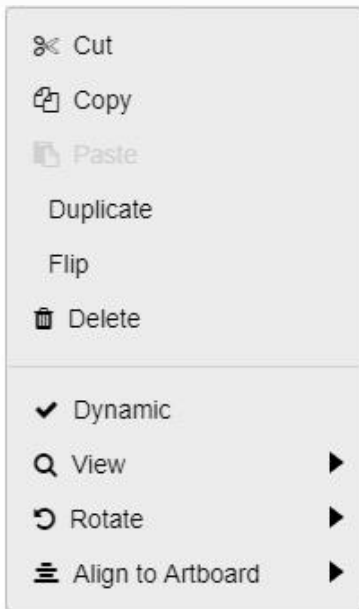 Cut
Copy
Paste
Duplicate
Flip
Delete
Dynamic
View
Rotate
Align to Artboard